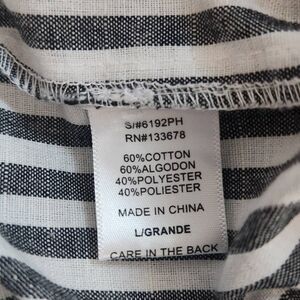 S/#6192PH
RN#133678
60%COTTON
60%ALGODON
40%POLYESTER
40%POLIESTER
MADE IN CHINA
L/GRANDE
CARE IN THE BACK